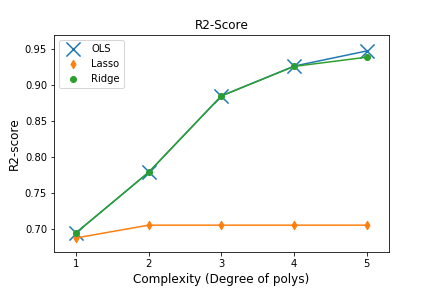 R2-Score
OLS
Lasso
Ridge
0.95
0.90
0.85
0.80
0.75
0.70
R2-score
1 2 3 4 5
Complexity (Degree of polys)